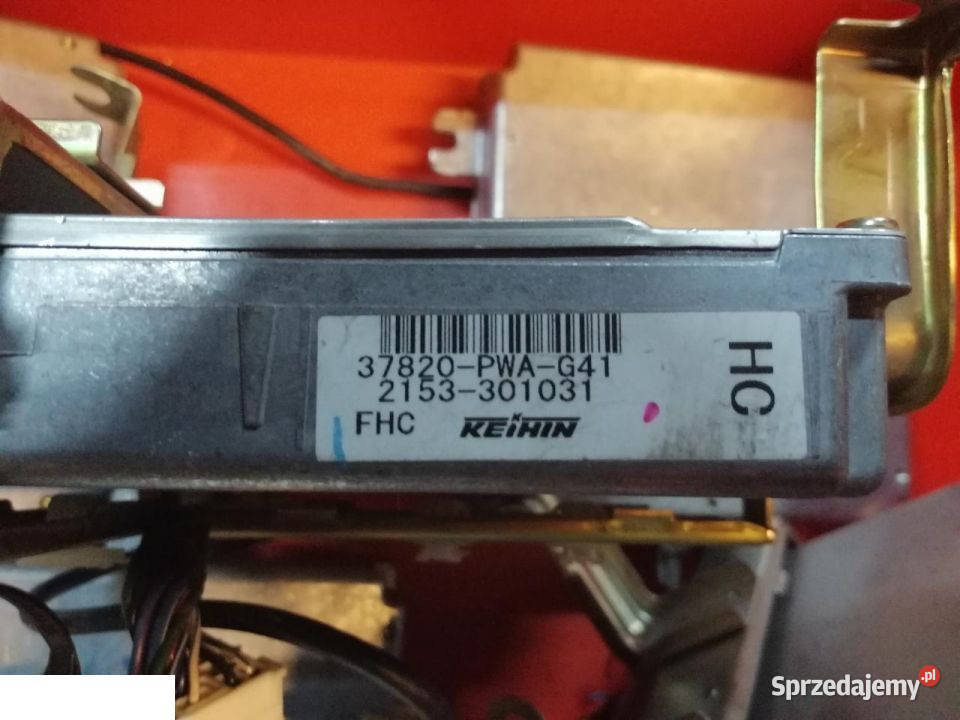 37820-PWA-G41
2153-301031
FHC KEIHIN
HC
Sprzedajemy.pl